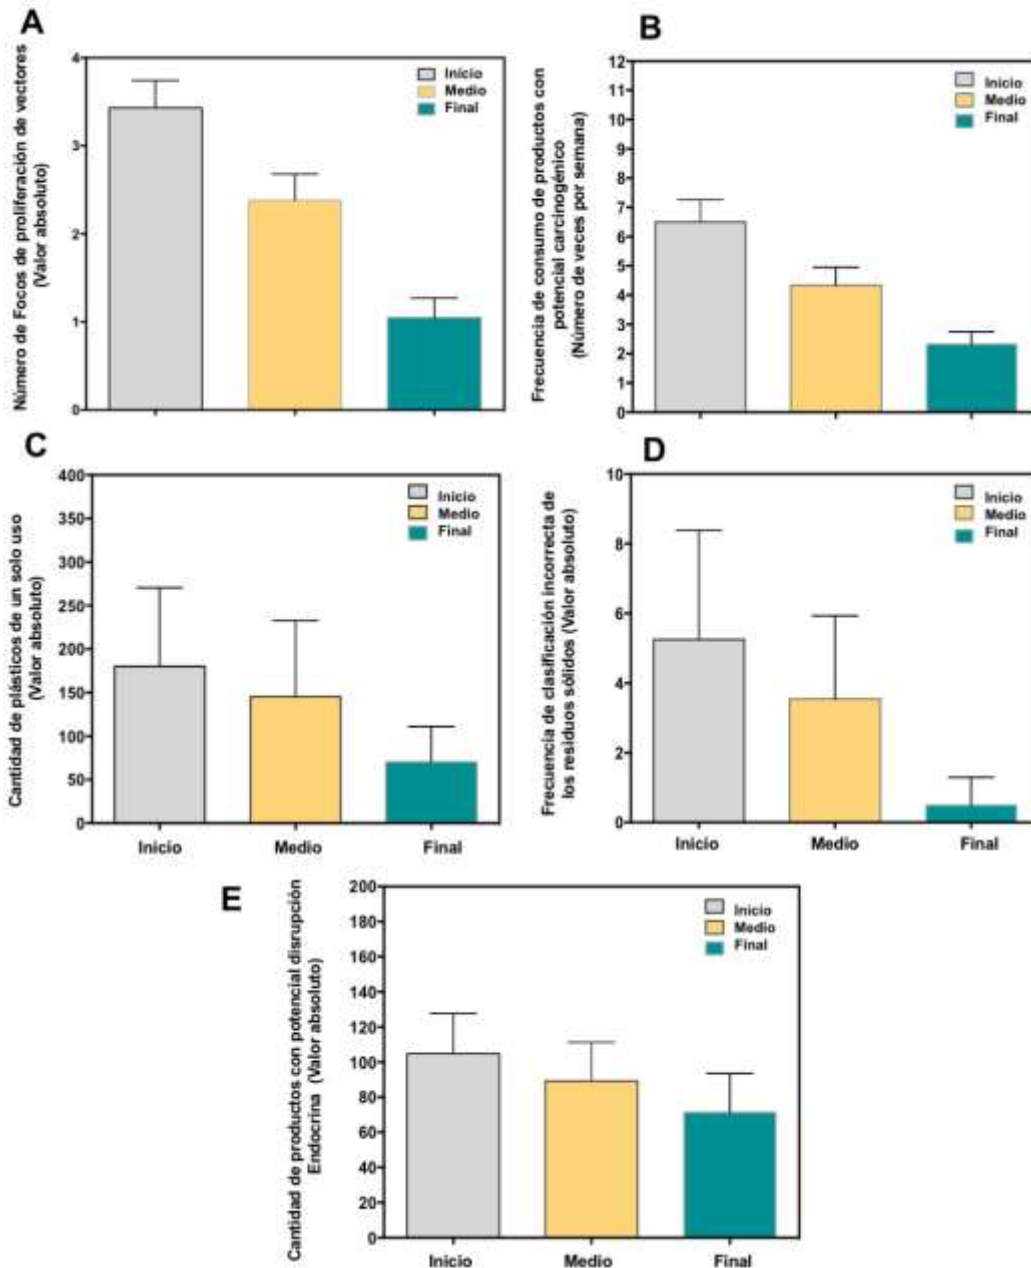 A
Número de Focos de proliferación de vectores
(Valor absoluto)
4
3
2
1
0
Inicio
Medio
Final
B
Frecuencia de consumo de productos con
potencial carcinogénico
(Número de veces por semana)
12
11
10
9
8
7
6
5
4
3
2
1
0
Inicio
Medio
Final
C
Cantidad de plásticos de un solo uso
(Valor absoluto)
400
350
300
250
200
150
100
50
0
Inicio
Medio
Final
Inicio
Medio
Final
D
Frecuencia de clasificación incorrecta de
los residuos sólidos (Valor absoluto)
10
8
6
4
2
0
Inicio
Medio
Final
Inicio
Medio
Final
E
Cantidad de productos con potencial disrupción
Endocrina (Valor absoluto)
200
180
160
140
120
100
80
60
40
20
0
Inicio
Medio
Final
Inicio
Medio
Final